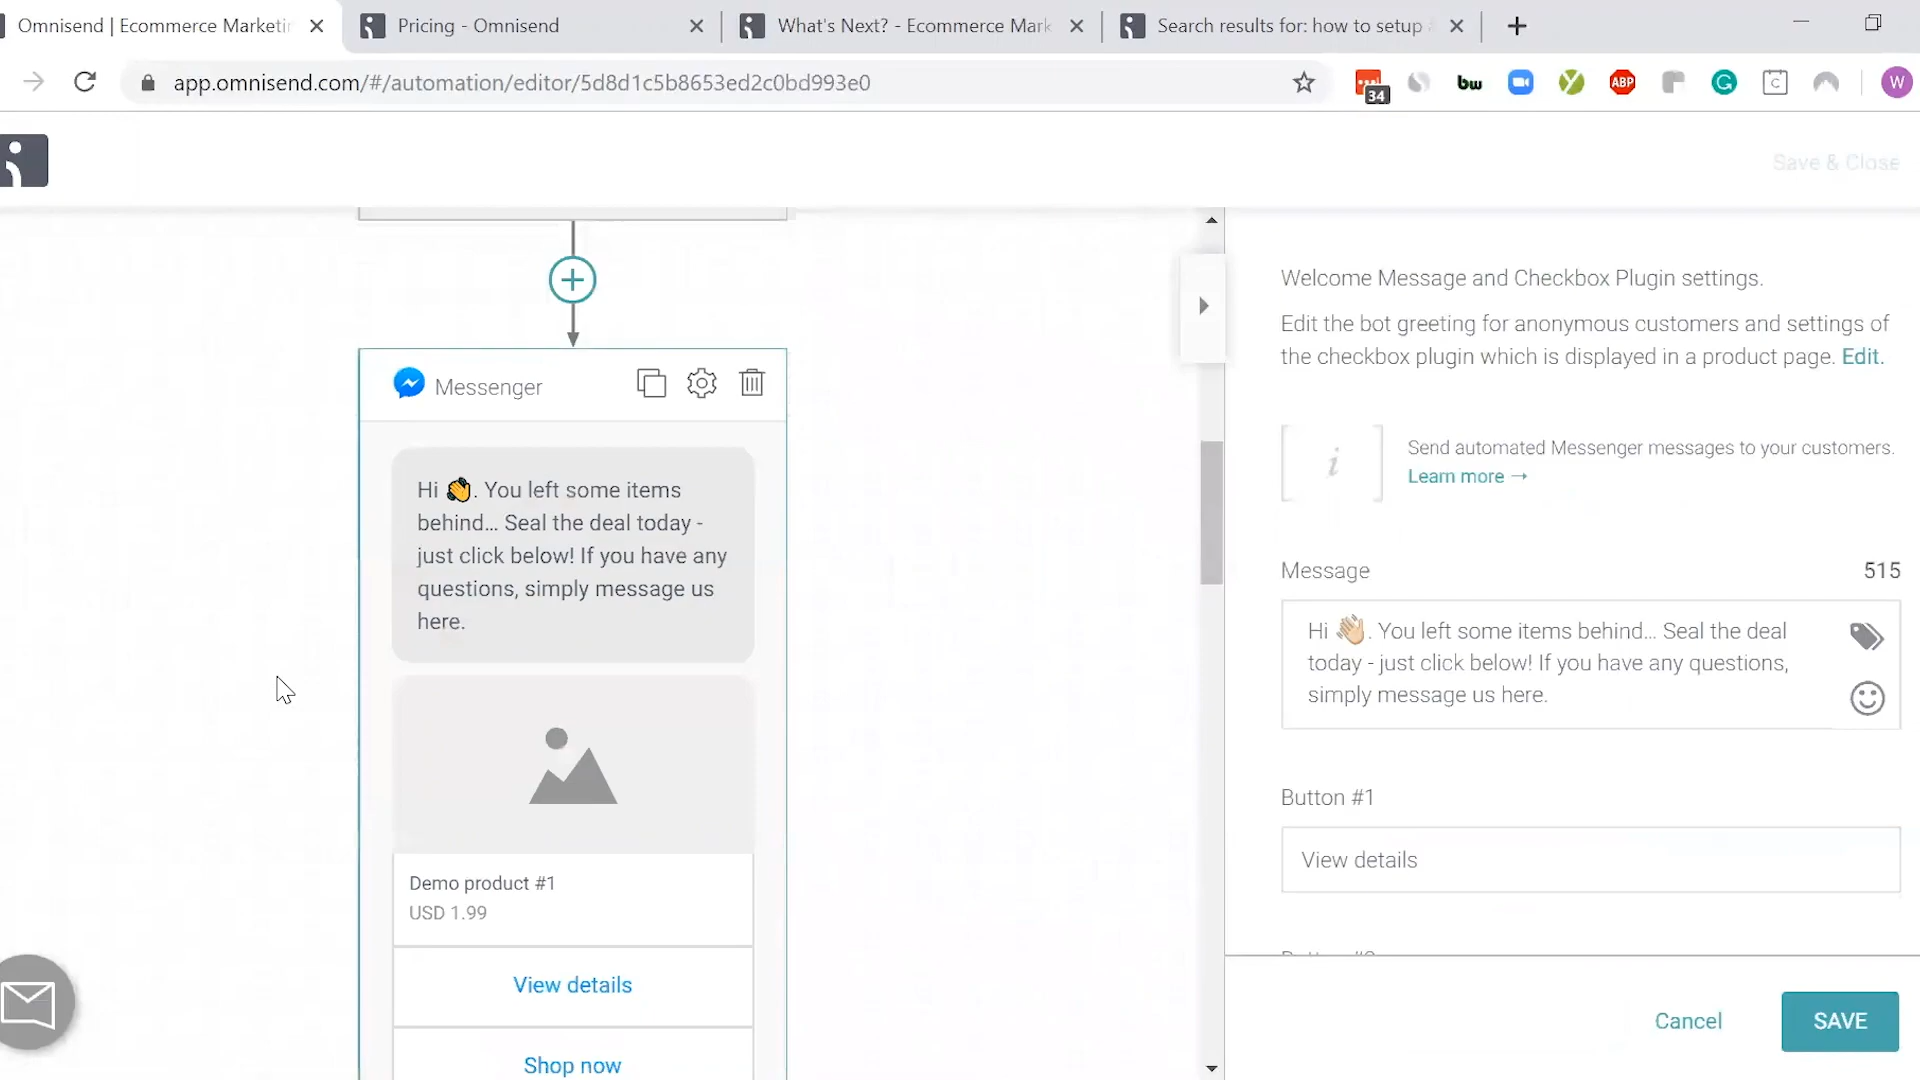 Omnisend | Ecommerce Marketin
Pricing - Omnisend
What's Next? - Ecommerce Mark
Search results for: how to setup a
app.omnisend.com/#/automation/editor/5d8d1c5b8653ed2c0bd993e0
34
bw
ABP
W
Save & Close
Messenger
Hi 👋. You left some items
behind... Seal the deal today -
just click below! If you have any
questions, simply message us
here.
Demo product #1
USD 1.99
View details
Shop now
Welcome Message and Checkbox Plugin settings.
Edit the bot greeting for anonymous customers and settings of
the checkbox plugin which is displayed in a product page. Edit.
Send automated Messenger messages to your customers.
Learn more →
Message 515
Hi 👋🏻. You left some items behind... Seal the deal
today - just click below! If you have any questions,
simply message us here.
Button #1
View details
Cancel
SAVE